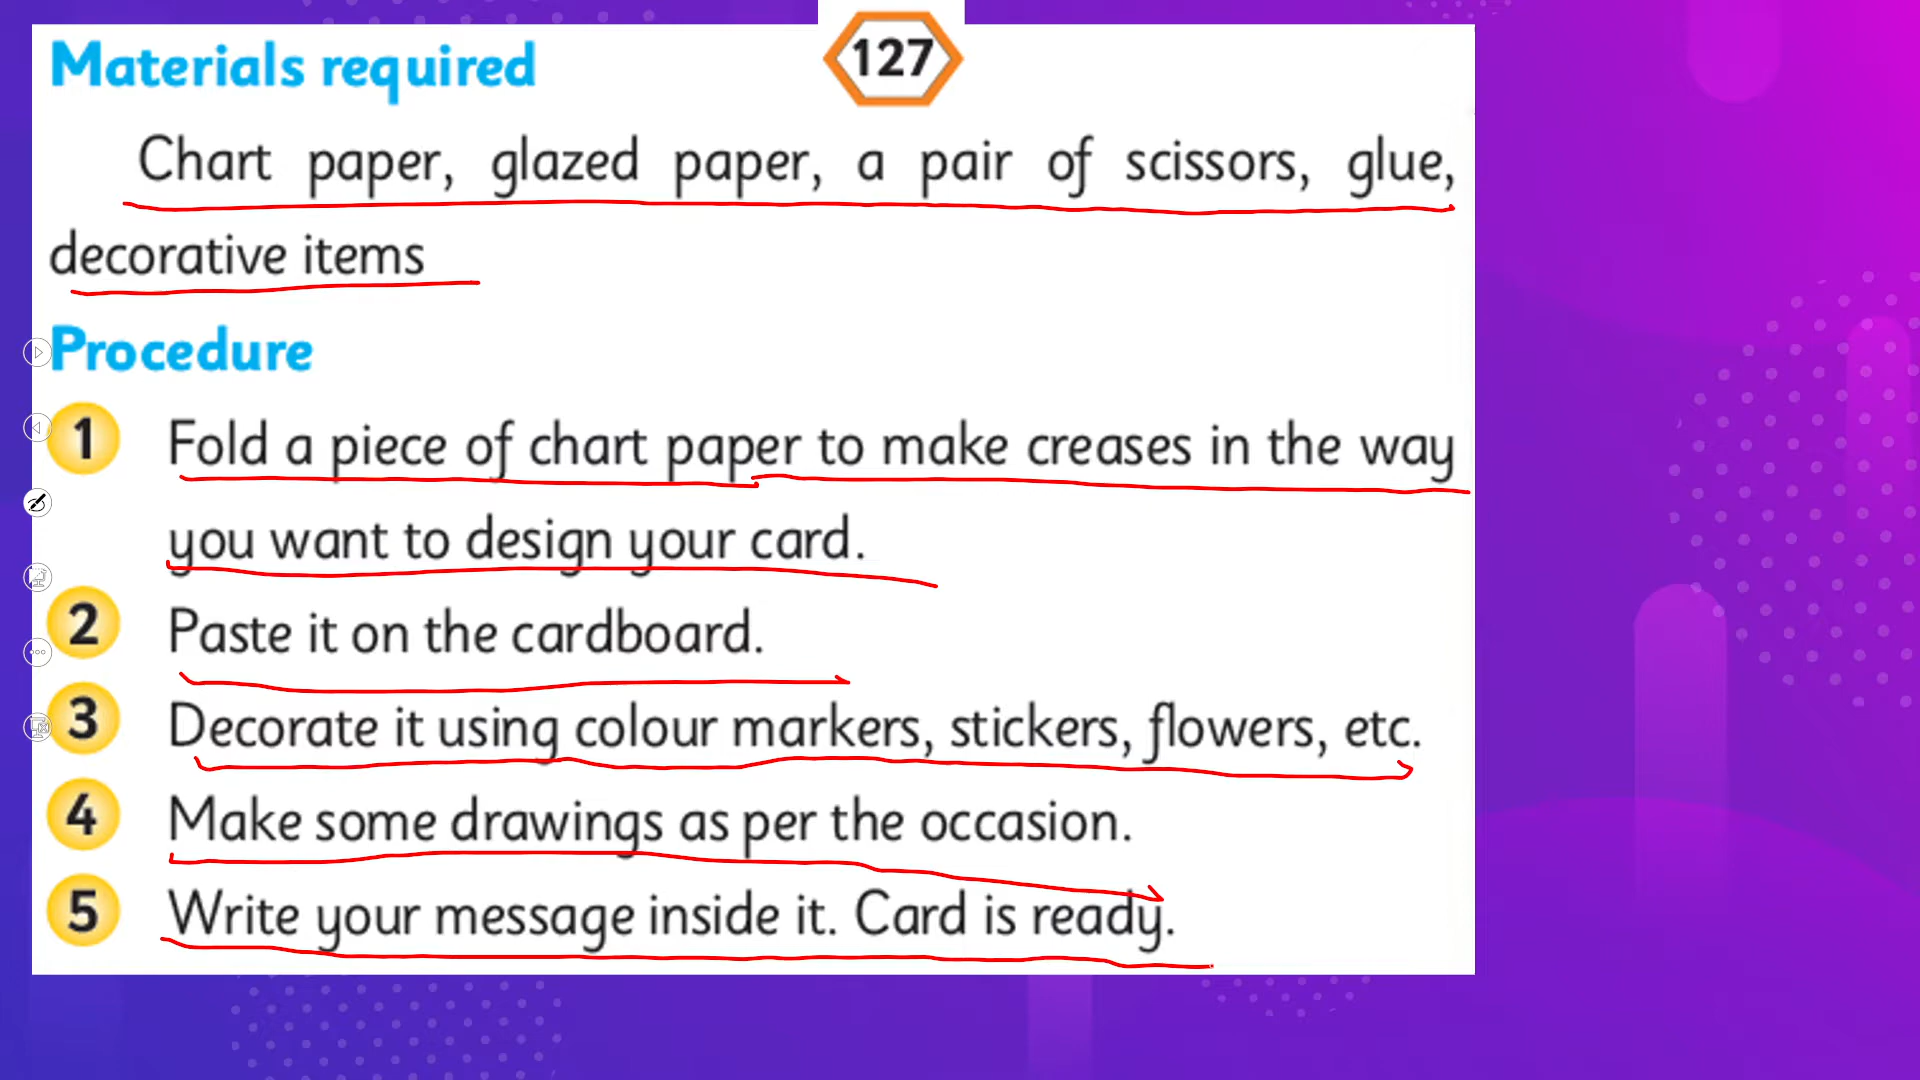 127
Materials required
Chart paper, glazed paper, a pair of scissors, glue,
decorative items
Procedure
1 Fold a piece of chart paper to make creases in the way
you want to design your card.
2 Paste it on the cardboard.
3 Decorate it using colour markers, stickers, flowers, etc.
4 Make some drawings as per the occasion.
5 Write your message inside it. Card is ready.